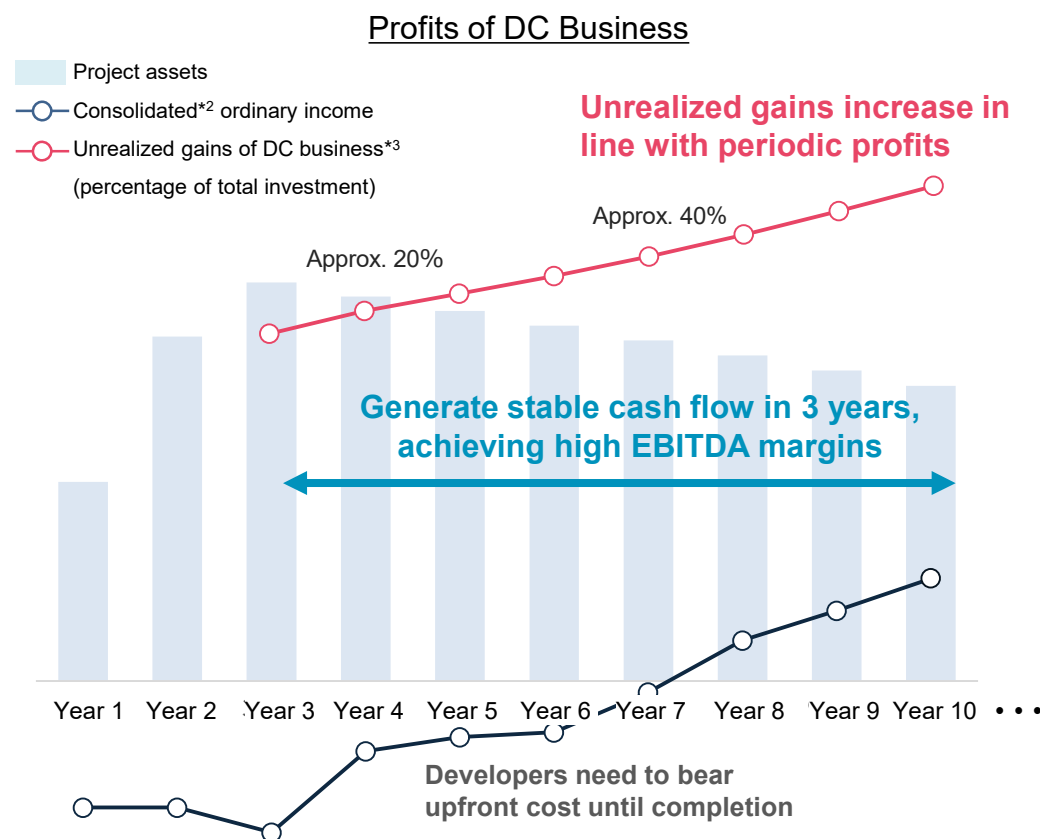 Profits of DC Business
Project assets
Consolidated*2 ordinary income
Unrealized gains of DC business*3
(percentage of total investment)
Unrealized gains increase in
line with periodic profits
Approx. 40%
Approx. 20%
Generate stable cash flow in 3 years,
achieving high EBITDA margins
Year 1 Year 2 Year 3 Year 4 Year 5 Year 6 Year 7 Year 8 Year 9 Year 10 • • •
Developers need to bear
upfront cost until completion